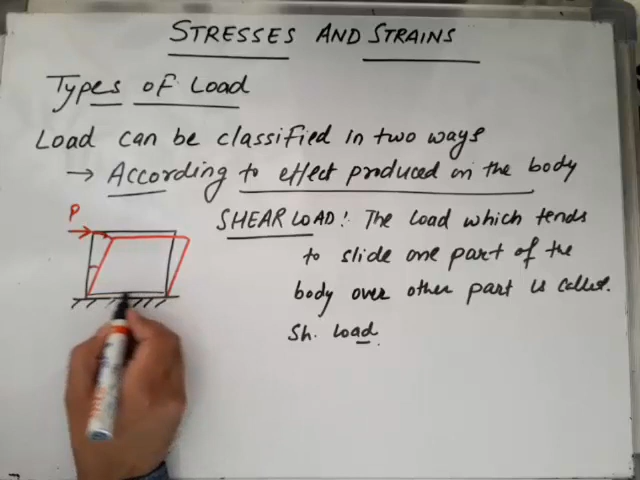 STRESSES AND STRAINS
Types of Load
Load can be classified in two ways
→ According to effect produced in the body
P
SHEAR LOAD: The load which tends
to slide one part of the
body over other part is called.
Sh. load.